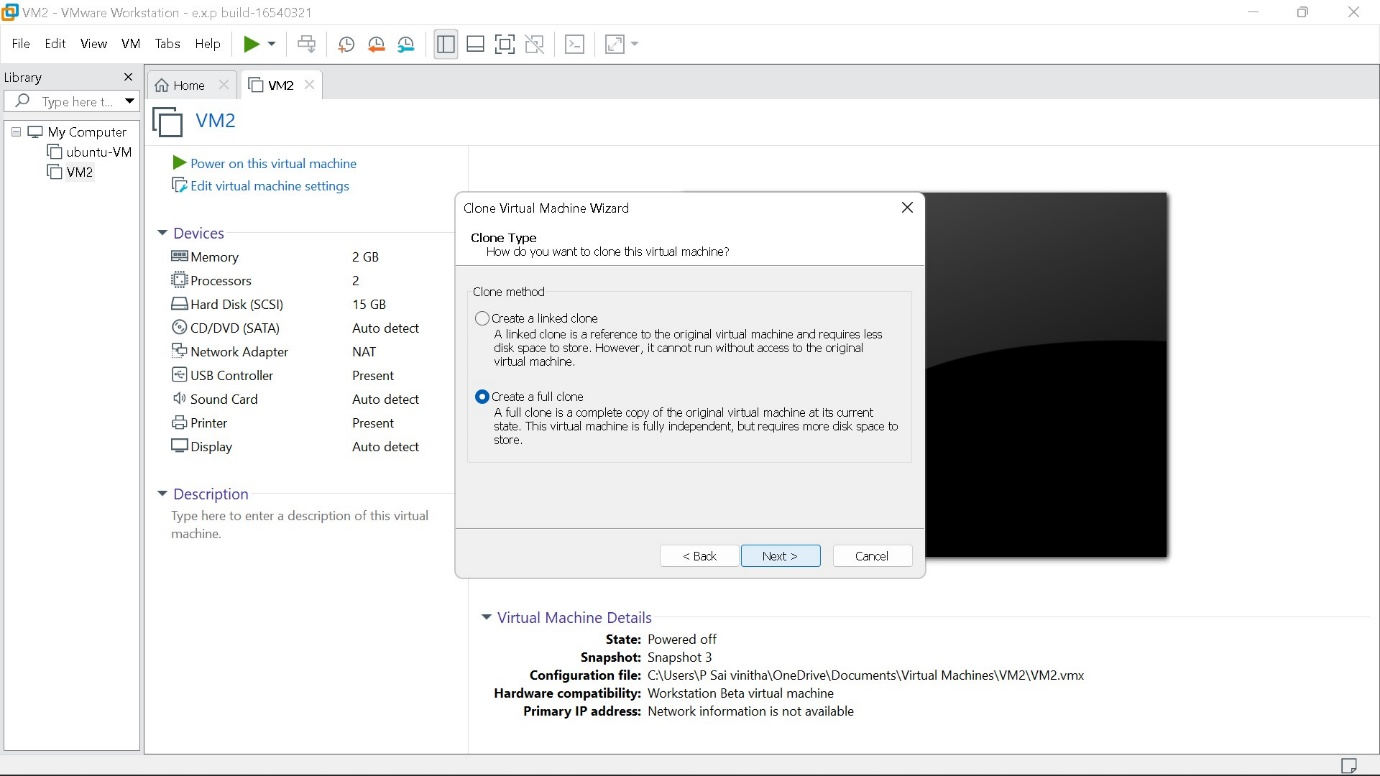 VM2 - VMware Workstation - e.x.p build-16540321
File Edit View VM Tabs Help
Library
Type here t...
Home
VM2
My Computer
ubuntu-VM
VM2
VM2
Power on this virtual machine
Edit virtual machine settings
Devices
Memory 2 GB
Processors 2
Hard Disk (SCSI) 15 GB
CD/DVD (SATA) Auto detect
Network Adapter NAT
USB Controller Present
Sound Card Auto detect
Printer Present
Display Auto detect
Description
Type here to enter a description of this virtual
machine.
Clone Virtual Machine Wizard
Clone Type
How do you want to clone this virtual machine?
Clone method
Create a linked clone
A linked clone is a reference to the original virtual machine and requires less
disk space to store. However, it cannot run without access to the original
virtual machine.
Create a full clone
A full clone is a complete copy of the original virtual machine at its current
state. This virtual machine is fully independent, but requires more disk space to
store.
< Back Next > Cancel
Virtual Machine Details
State: Powered off
Snapshot: Snapshot 3
Configuration file: C:\Users\P Sai vinitha\OneDrive\Documents\Virtual Machines\VM2\VM2.vmx
Hardware compatibility: Workstation Beta virtual machine
Primary IP address: Network information is not available